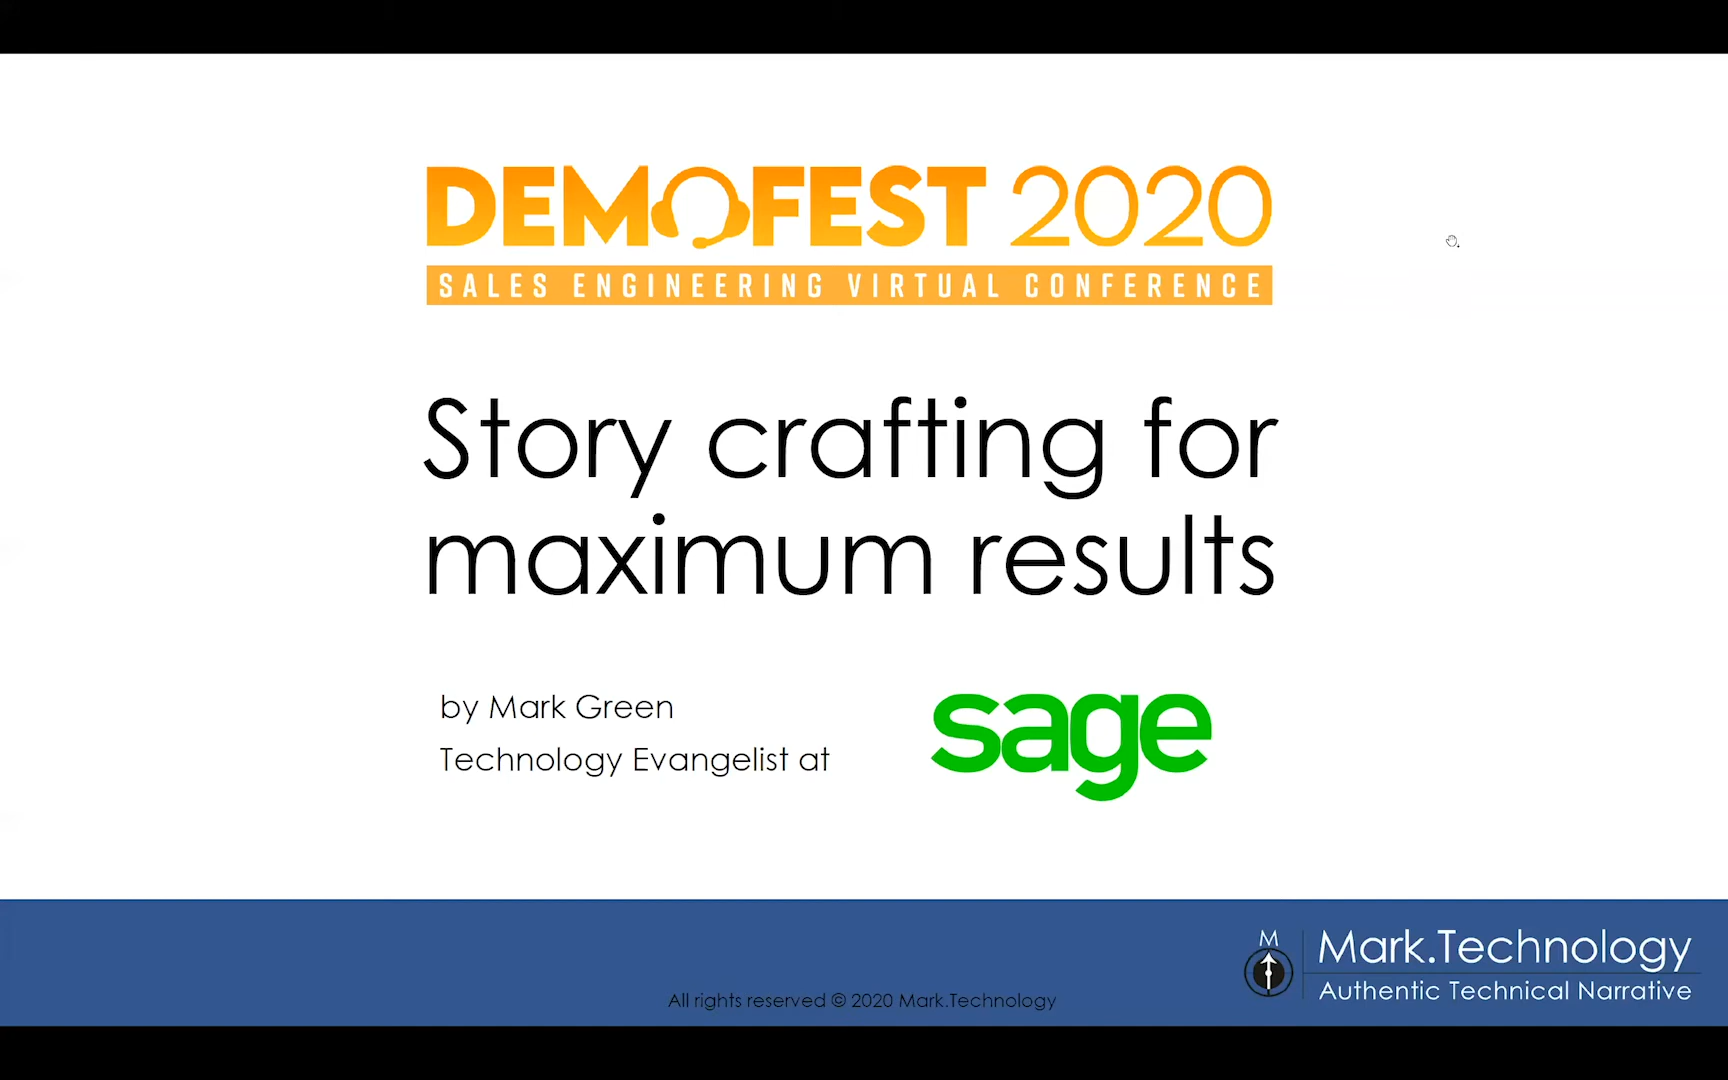 DEMOFEST 2020
SALES ENGINEERING VIRTUAL CONFERENCE
Story crafting for
maximum results
by Mark Green
Technology Evangelist at
sage
M
Mark.Technology
Authentic Technical Narrative
All rights reserved © 2020 Mark.Technology